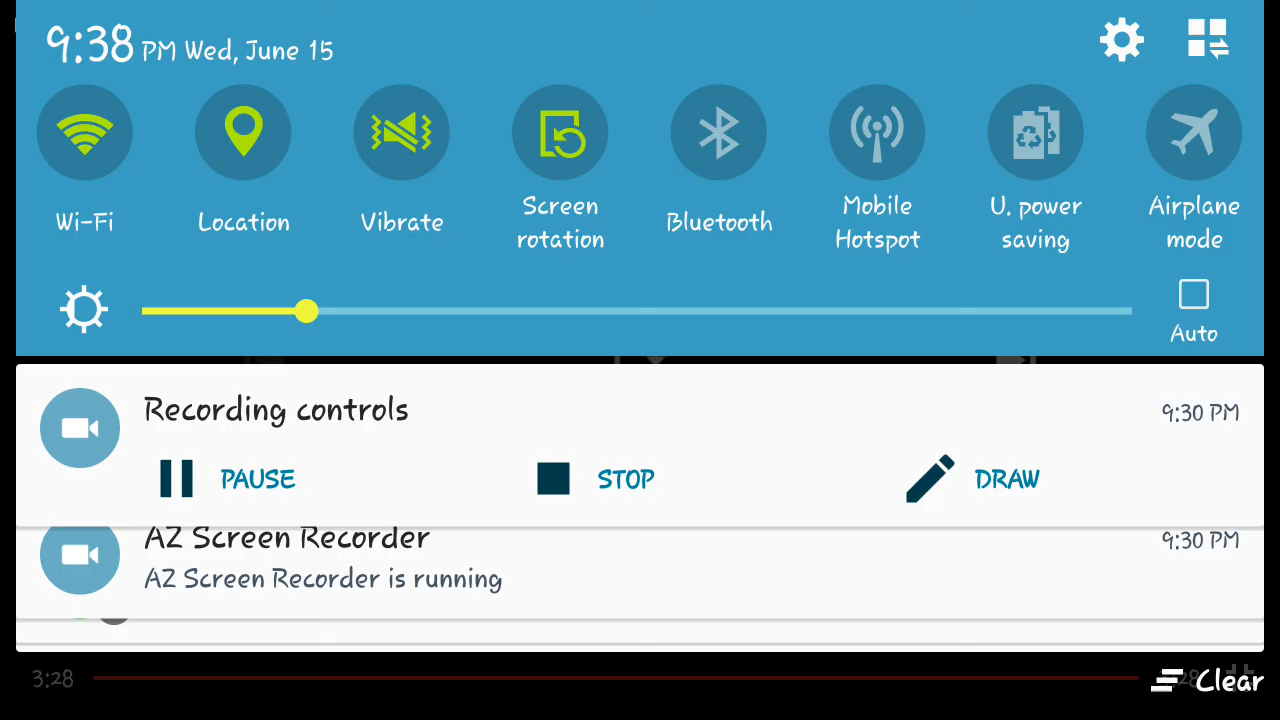 9:38 PM Wed, June 15
Wi-Fi
Location
Vibrate
Screen rotation
Bluetooth
Mobile Hotspot
U. power saving
Airplane mode
Auto
Recording controls
9:30 PM
PAUSE
STOP
DRAW
AZ Screen Recorder
9:30 PM
AZ Screen Recorder is running
3:28
Clear